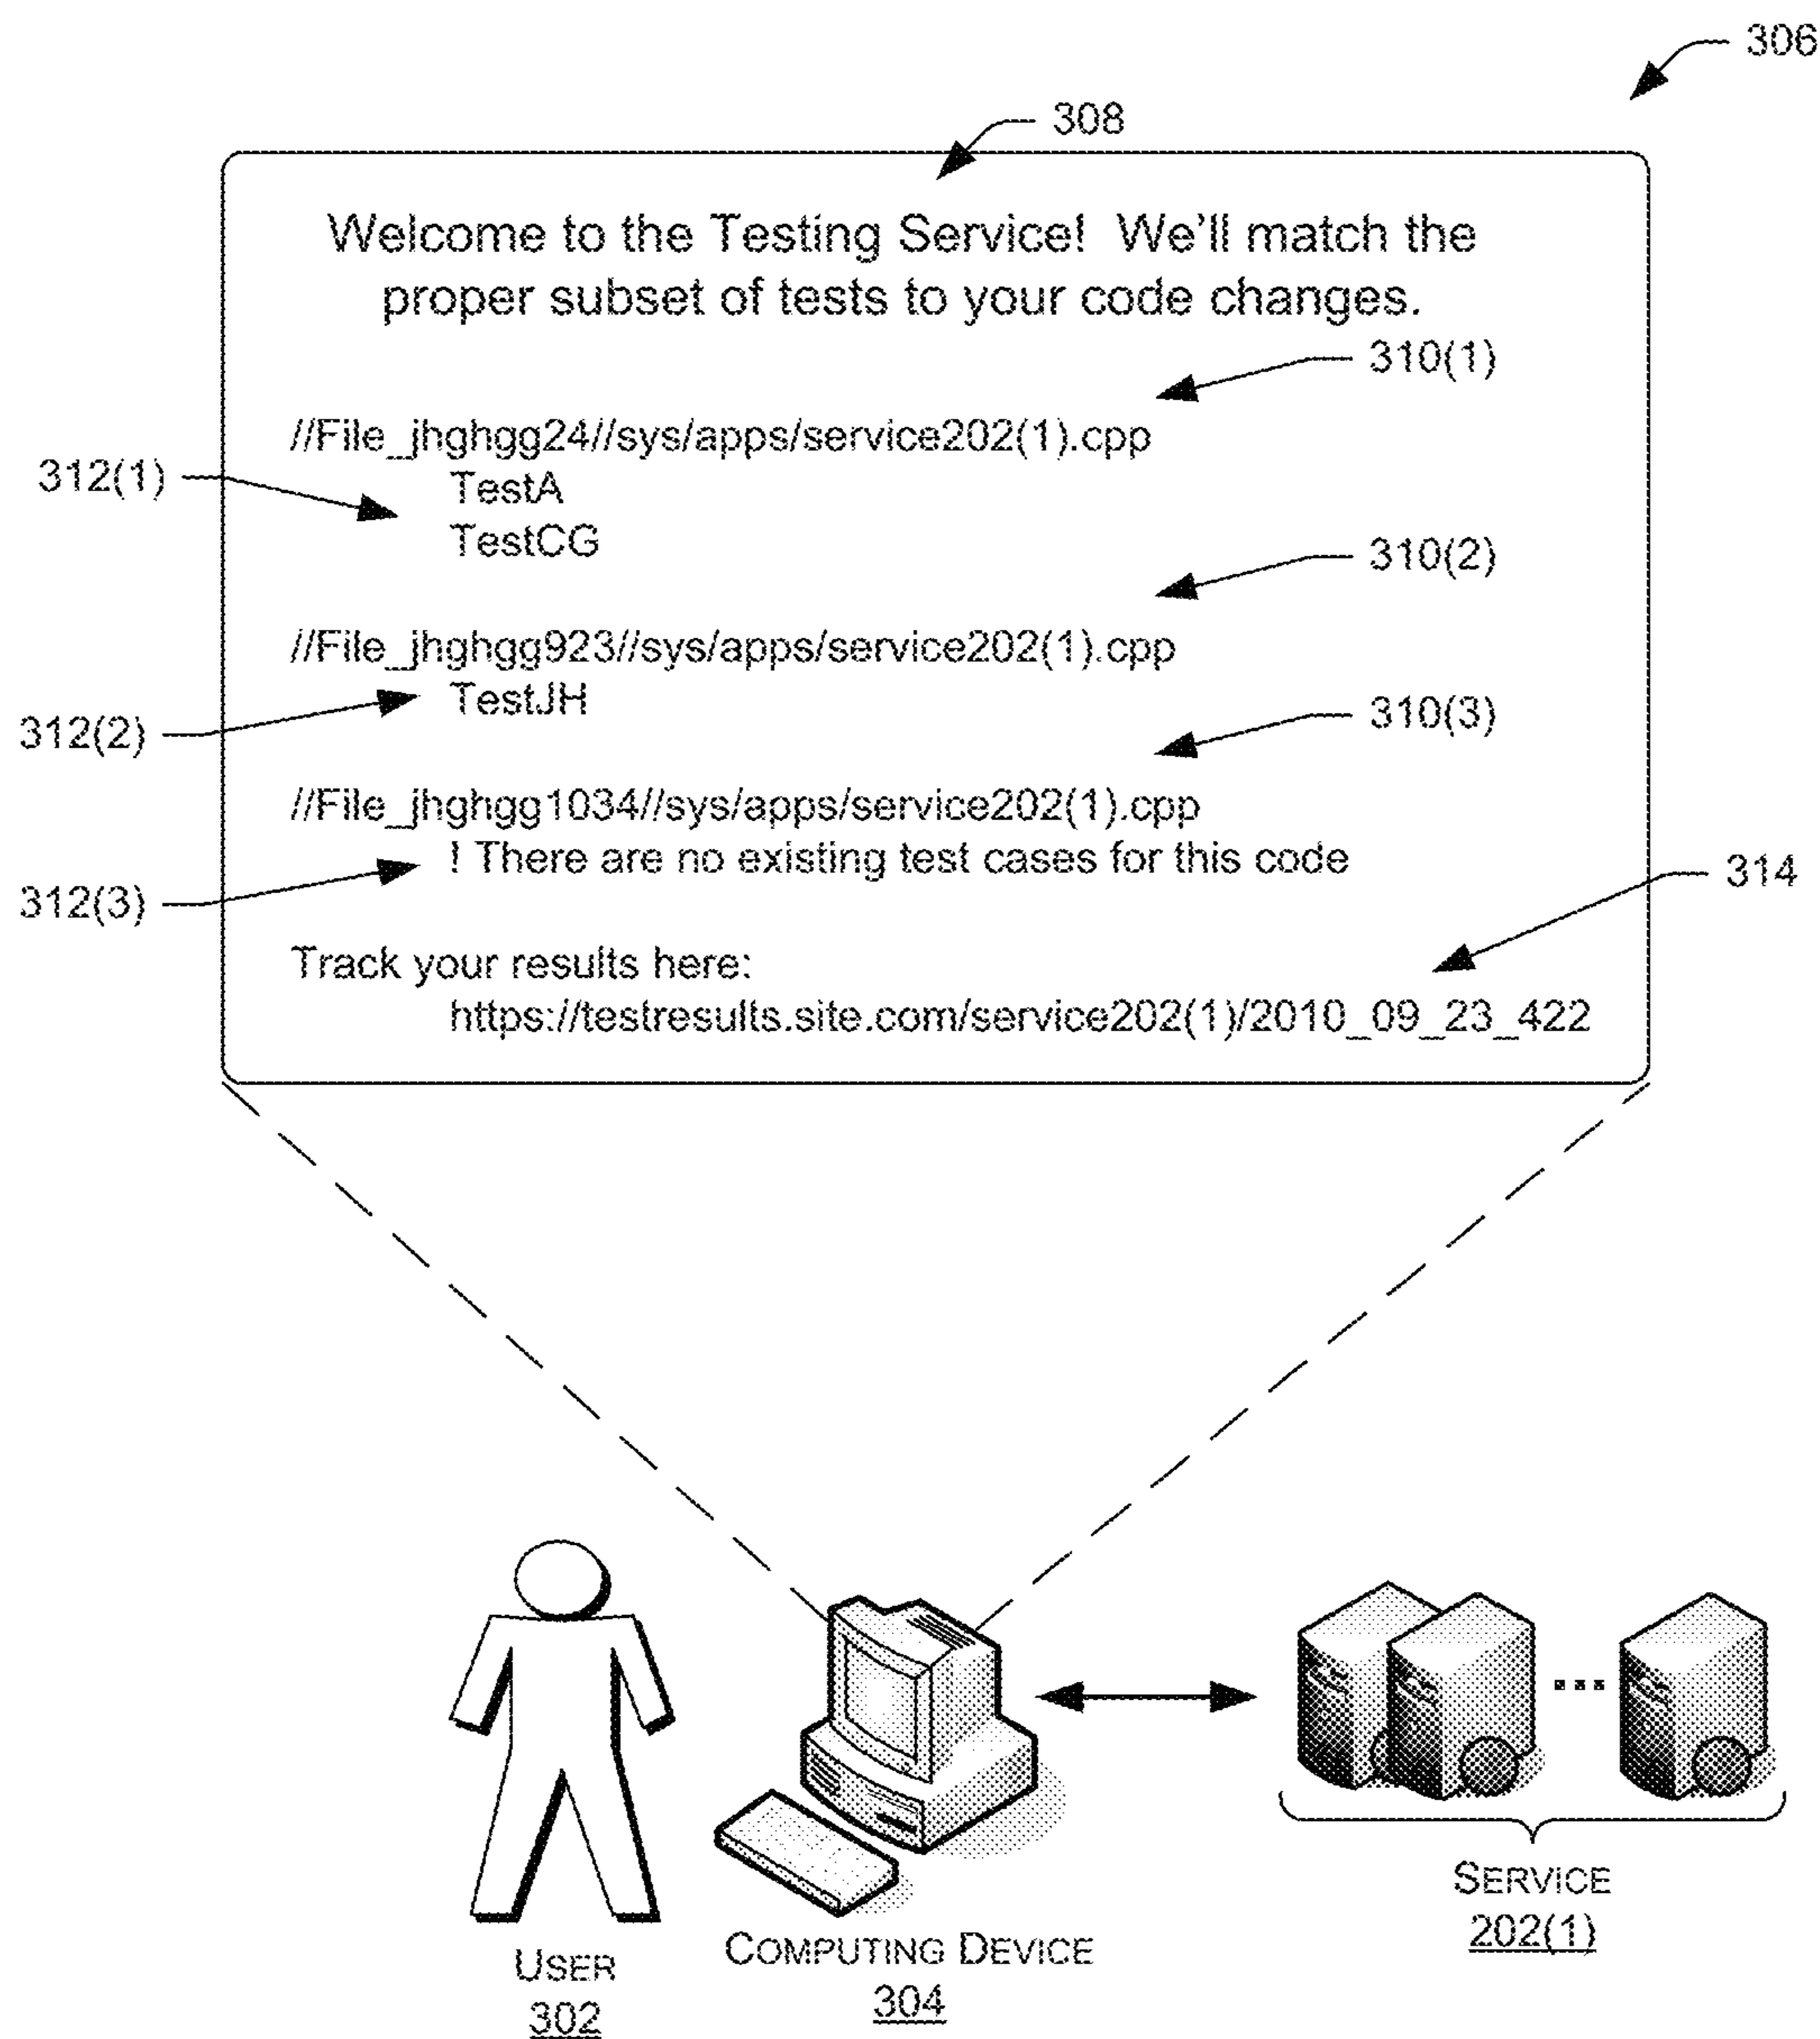 306
308
Welcome to the Testing Service!  We'll match the
proper subset of tests to your code changes.
310(1)
//File_jhghgg24//sys/apps/service202(1).cpp
312(1)
TestA
TestCG
310(2)
//File_jhghgg923//sys/apps/service202(1).cpp
TestJH
312(2)
310(3)
//File_jhghgg1034//sys/apps/service202(1).cpp
! There are no existing test cases for this code
312(3)
314
Track your results here:
https://testresults.site.com/service202(1)/2010_09_23_422
USER
302
COMPUTING DEVICE
304
SERVICE
202(1)